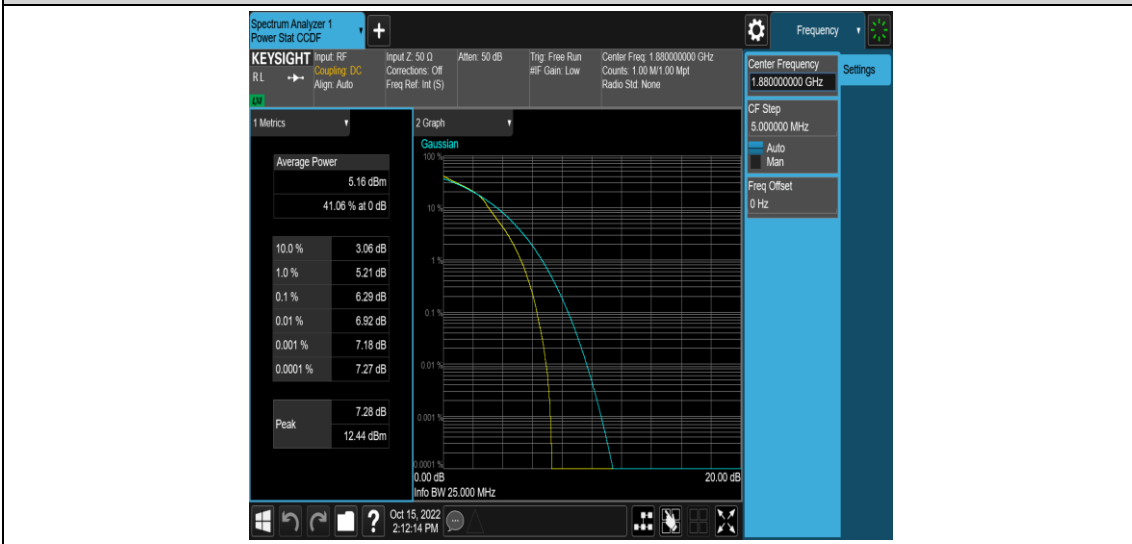 Spectrum Analyzer 1
Power Stat CCDF
+
Frequency
KEYSIGHT
RL
LXI
Input: RF
Coupling: DC
Align: Auto
Input Z: 50 Ω
Corrections: Off
Freq Ref: Int (S)
Atten: 50 dB
Trig: Free Run
#IF Gain: Low
Center Freq: 1.880000000 GHz
Counts: 1.00 M/1.00 Mpt
Radio Std: None
Center Frequency
1.880000000 GHz
Settings
CF Step
5.000000 MHz
Auto
Man
Freq Offset
0 Hz
1 Metrics
Average Power
5.16 dBm
41.06 % at 0 dB
10.0 % 3.06 dB
1.0 % 5.21 dB
0.1 % 6.29 dB
0.01 % 6.92 dB
0.001 % 7.18 dB
0.0001 % 7.27 dB
Peak 7.28 dB
12.44 dBm
2 Graph
Gaussian
100 %
10 %
1 %
0.1 %
0.01 %
0.001 %
0.0001 %
0.00 dB 20.00 dB
Info BW 25.000 MHz
?
Oct 15, 2022
2:12:14 PM